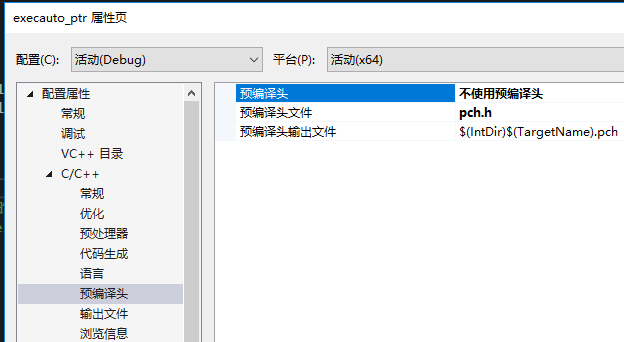 execauto_ptr 属性页
配置(C): 活动(Debug) 平台(P): 活动(x64)
配置属性
常规
调试
VC++ 目录
C/C++
常规
优化
预处理器
代码生成
语言
预编译头
输出文件
浏览信息
预编译头 不使用预编译头
预编译头文件 pch.h
预编译头输出文件 $(IntDir)$(TargetName).pch